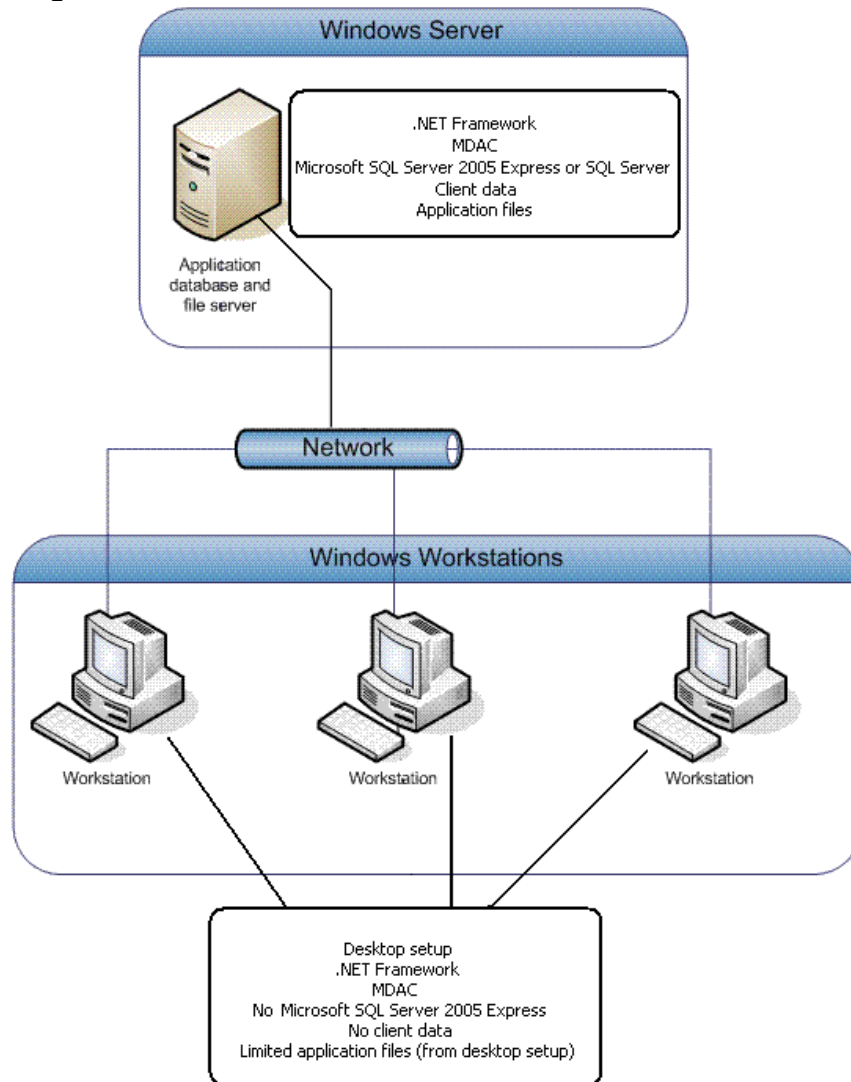 Windows Server
.NET Framework
MDAC
Microsoft SQL Server 2005 Express or SQL Server
Client data
Application files
Application
database and
file server
Network
Windows Workstations
Workstation
Workstation
Workstation
Desktop setup
.NET Framework
MDAC
No Microsoft SQL Server 2005 Express
No client data
Limited application files (from desktop setup)